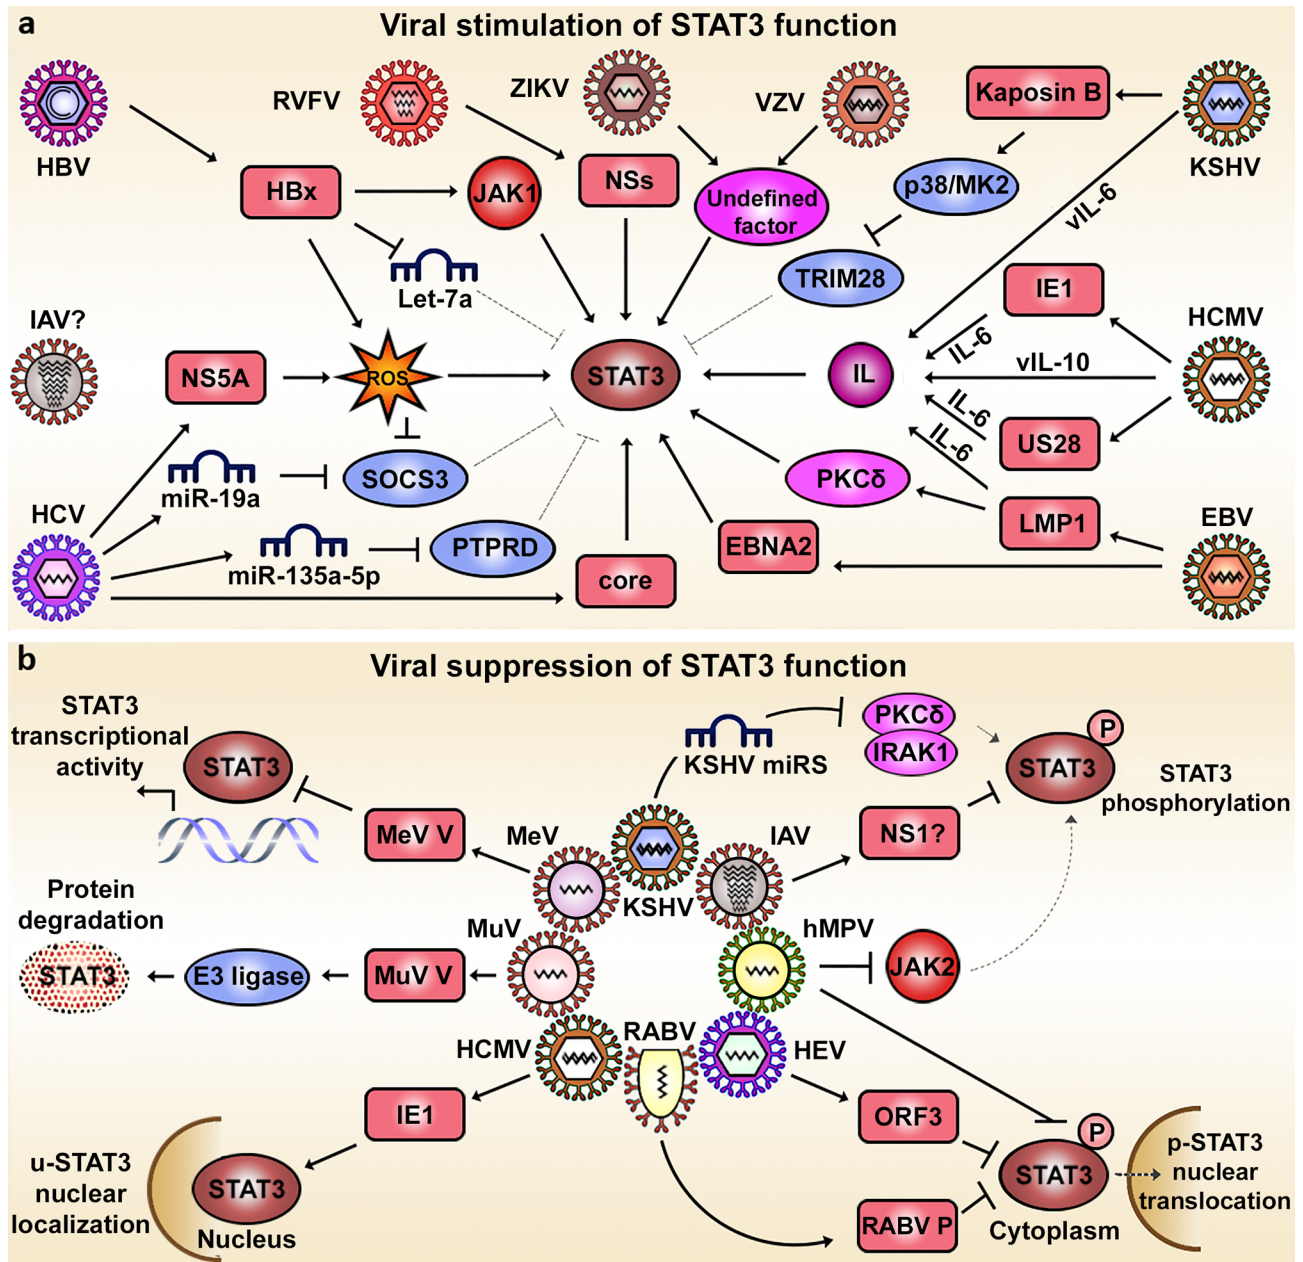 a
Viral stimulation of STAT3 function
HBV
RVFV
ZIKV
VZV
Kaposin B
KSHV
HBx
JAK1
NSs
Undefined
factor
p38/MK2
vIL-6
Let-7a
TRIM28
IE1
IAV?
HCMV
NS5A
ROS
STAT3
IL
IL-6
vIL-10
IL-6
US28
IL-6
miR-19a
SOCS3
PKCδ
HCV
LMP1
EBV
miR-135a-5p
PTPRD
EBNA2
core
b
Viral suppression of STAT3 function
STAT3
transcriptional
activity
STAT3
KSHV miRS
PKCδ
IRAK1
P
STAT3
STAT3
phosphorylation
MeV V
MeV
KSHV
IAV
NS1?
Protein
degradation
STAT3
E3 ligase
MuV V
MuV
hMPV
JAK2
HCMV
RABV
HEV
IE1
ORF3
u-STAT3
nuclear
localization
STAT3
Nucleus
RABV P
P
STAT3
Cytoplasm
p-STAT3
nuclear
translocation